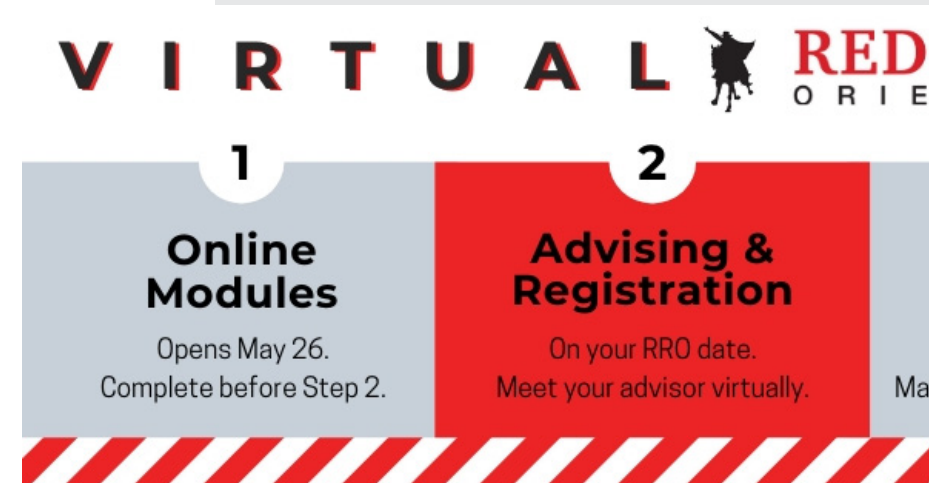 VIRTUAL RED
ORIE
1
Online
Modules
Opens May 26.
Complete before Step 2.
2
Advising &
Registration
On your RRO date.
Meet your advisor virtually.
Ma